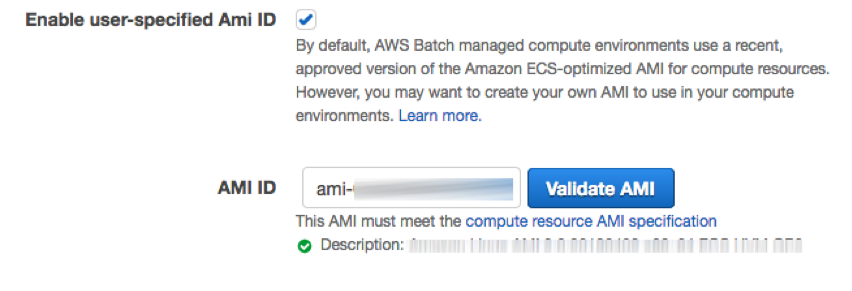 Enable user-specified Ami ID
By default, AWS Batch managed compute environments use a recent,
approved version of the Amazon ECS-optimized AMI for compute resources.
However, you may want to create your own AMI to use in your compute
environments. Learn more.
AMI ID ami- Validate AMI
This AMI must meet the compute resource AMI specification
Description: